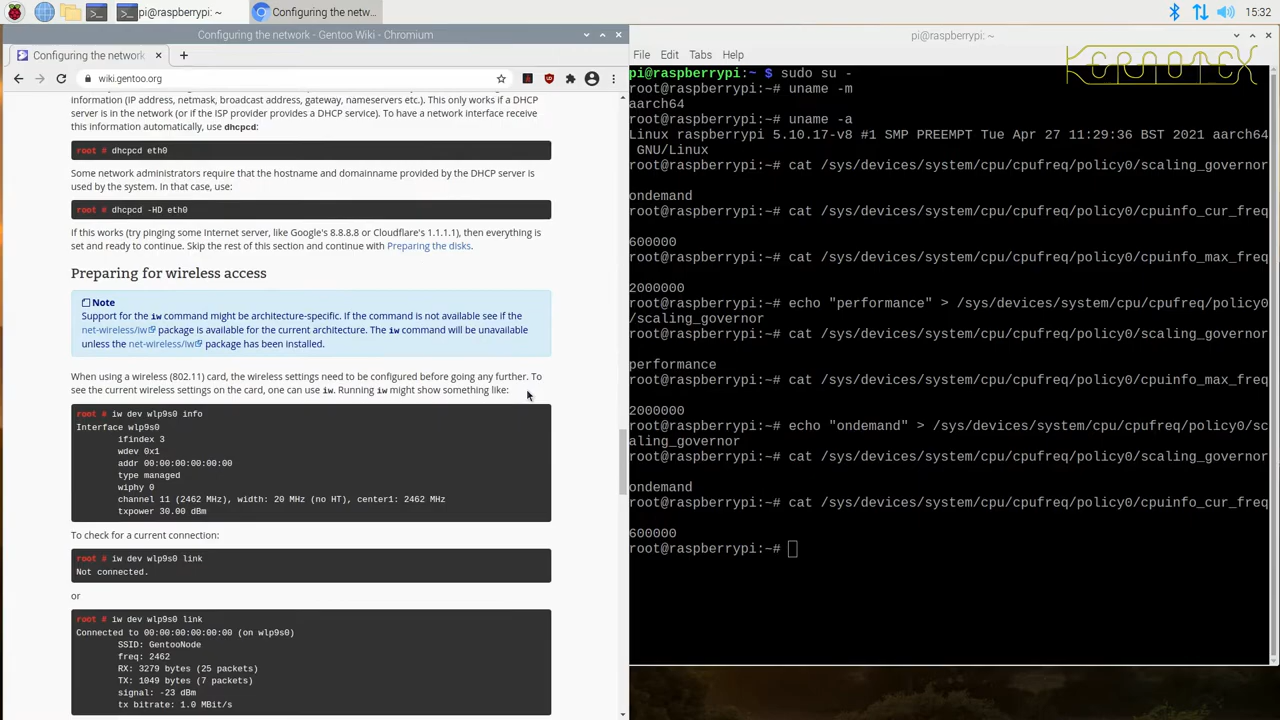 pi@raspberrypi: ~
Configuring the netw...
15:32
Configuring the network - Gentoo Wiki - Chromium
Configuring the network
wiki.gentoo.org
information (IP address, netmask, broadcast address, gateway, nameservers etc.). This only works if a DHCP
server is in the network (or if the ISP provider provides a DHCP service). To have a network interface receive
this information automatically, use dhcpcd:
root # dhcpcd eth0
Some network administrators require that the hostname and domainname provided by the DHCP server is
used by the system. In that case, use:
root # dhcpcd -HD eth0
If this works (try pinging some Internet server, like Google's 8.8.8.8 or Cloudflare's 1.1.1.1), then everything is
set and ready to continue. Skip the rest of this section and continue with Preparing the disks.
Preparing for wireless access
Note
Support for the iw command might be architecture-specific. If the command is not available see if the
net-wireless/iw package is available for the current architecture. The iw command will be unavailable
unless the net-wireless/iw package has been installed.
When using a wireless (802.11) card, the wireless settings need to be configured before going any further. To
see the current wireless settings on the card, one can use iw. Running iw might show something like:
root # iw dev wlp9s0 info
Interface wlp9s0
ifindex 3
wdev 0x1
addr 00:00:00:00:00:00
type managed
wiphy 0
channel 11 (2462 MHz), width: 20 MHz (no HT), center1: 2462 MHz
txpower 30.00 dBm
To check for a current connection:
root # iw dev wlp9s0 link
Not connected.
or
root # iw dev wlp9s0 link
Connected to 00:00:00:00:00:00 (on wlp9s0)
SSID: GentooNode
freq: 2462
RX: 3279 bytes (25 packets)
TX: 1049 bytes (7 packets)
signal: -23 dBm
tx bitrate: 1.0 MBit/s
pi@raspberrypi: ~
File Edit Tabs Help
pi@raspberrypi:~ $ sudo su -
root@raspberrypi:~# uname -m
aarch64
root@raspberrypi:~# uname -a
Linux raspberrypi 5.10.17-v8 #1 SMP PREEMPT Tue Apr 27 11:29:36 BST 2021 aarch64
GNU/Linux
root@raspberrypi:~# cat /sys/devices/system/cpu/cpufreq/policy0/scaling_governor
ondemand
root@raspberrypi:~# cat /sys/devices/system/cpu/cpufreq/policy0/cpuinfo_cur_freq
600000
root@raspberrypi:~# cat /sys/devices/system/cpu/cpufreq/policy0/cpuinfo_max_freq
2000000
root@raspberrypi:~# echo "performance" > /sys/devices/system/cpu/cpufreq/policy0
/scaling_governor
root@raspberrypi:~# cat /sys/devices/system/cpu/cpufreq/policy0/scaling_governor
performance
root@raspberrypi:~# cat /sys/devices/system/cpu/cpufreq/policy0/cpuinfo_max_freq
2000000
root@raspberrypi:~# echo "ondemand" > /sys/devices/system/cpu/cpufreq/policy0/sc
aling_governor
root@raspberrypi:~# cat /sys/devices/system/cpu/cpufreq/policy0/scaling_governor
ondemand
root@raspberrypi:~# cat /sys/devices/system/cpu/cpufreq/policy0/cpuinfo_cur_freq
600000
root@raspberrypi:~#